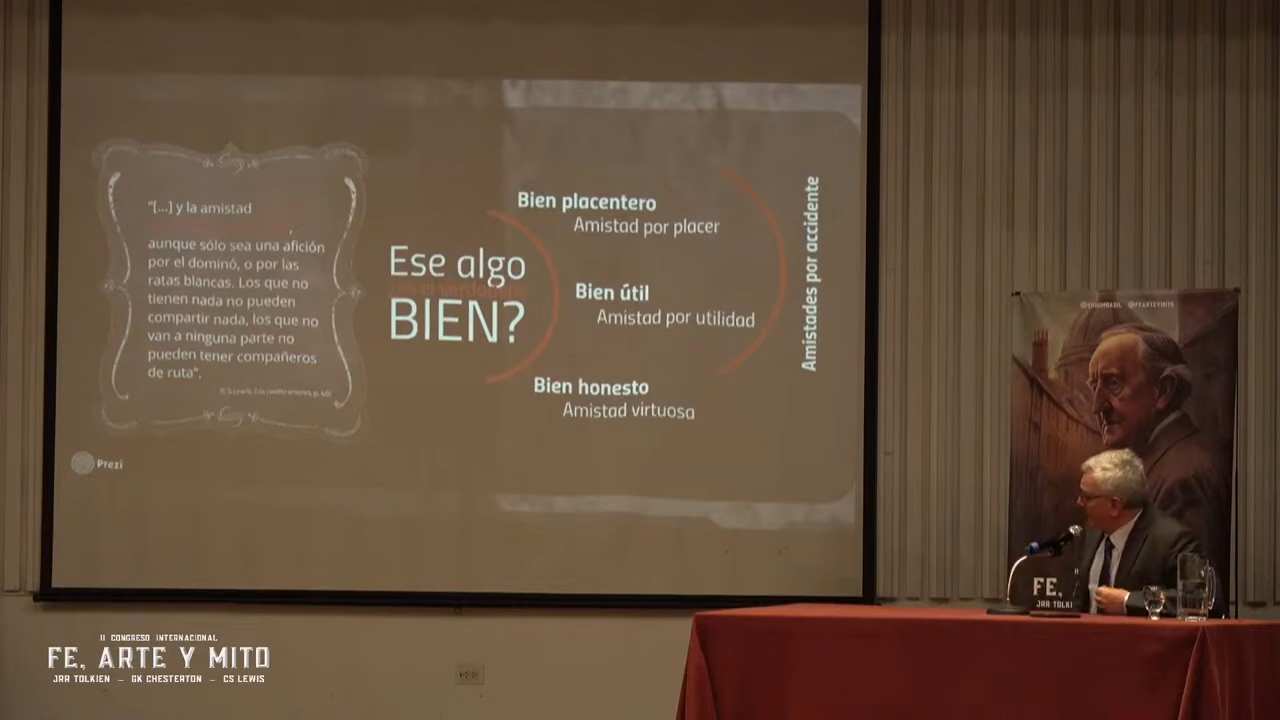 "[...] y la amistad
aunque sólo sea una afición
por el dominó, o por las
ratas blancas. Los que no
tienen nada no pueden
compartir nada, los que no
van a ninguna parte no
pueden tener compañeros
de ruta".
Prezi
Ese algo
BIEN?
Bien placentero
Amistad por placer
Bien útil
Amistad por utilidad
Bien honesto
Amistad virtuosa
Amistades por accidente
@FEARTEYMITO
FE,
JRR TOLKI
II CONGRESO INTERNACIONAL
FE, ARTE Y MITO
JRR TOLKIEN – GK CHESTERTON – CS LEWIS